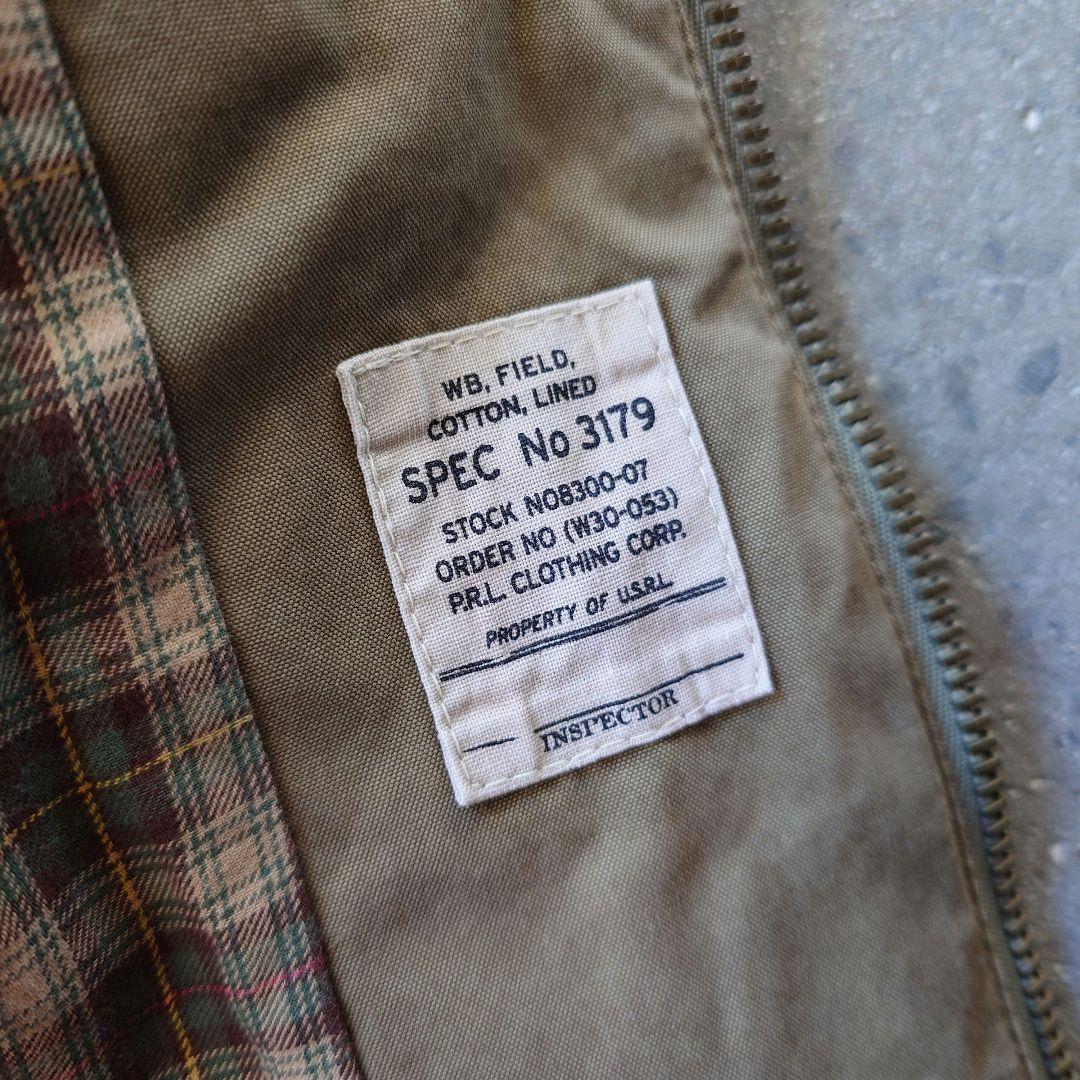 WB, FIELD,
COTTON, LINED
SPEC No 3179
STOCK NO8300-07
ORDER NO (W30-053)
P.R.L. CLOTHING CORP.
PROPERTY OF U.S.R.L.
INSPECTOR